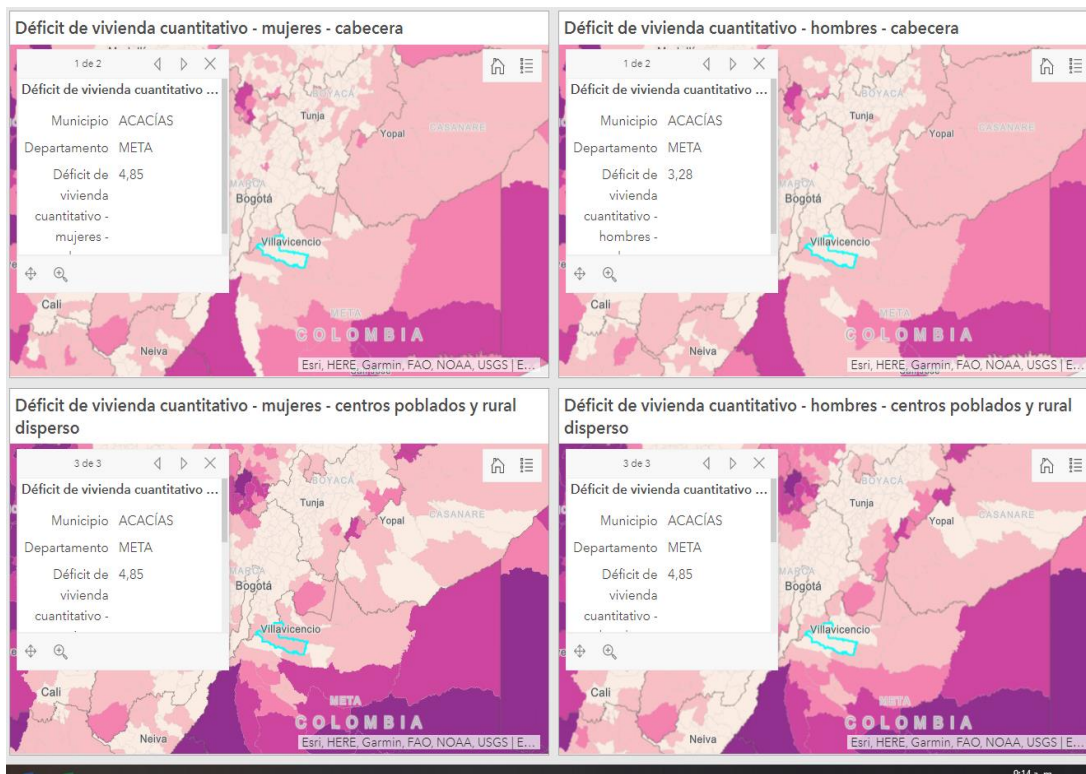 Déficit de vivienda cuantitativo - mujeres - cabecera
1 de 2
Déficit de vivienda cuantitativo ...
Municipio ACACÍAS
Departamento META
Déficit de 4,85
vivienda
cuantitativo -
mujeres -
BOYACÁ
Tunja
Yopal
CASANARE
MARCA
Bogotá
Villavicencio
Cali
META
COLOMBIA
Neiva
Esri, HERE, Garmin, FAO, NOAA, USGS | E...
Déficit de vivienda cuantitativo - hombres - cabecera
1 de 2
Déficit de vivienda cuantitativo ...
Municipio ACACÍAS
Departamento META
Déficit de 3,28
vivienda
cuantitativo -
hombres -
BOYACÁ
Tunja
Yopal
CASANARE
MARCA
Bogotá
Villavicencio
Cali
META
COLOMBIA
Neiva
Esri, HERE, Garmin, FAO, NOAA, USGS | E...
Déficit de vivienda cuantitativo - mujeres - centros poblados y rural
disperso
3 de 3
Déficit de vivienda cuantitativo ...
Municipio ACACÍAS
Departamento META
Déficit de 4,85
vivienda
cuantitativo -
BOYACÁ
Tunja
Yopal
CASANARE
MARCA
Bogotá
Villavicencio
Cali
META
COLOMBIA
Neiva
Esri, HERE, Garmin, FAO, NOAA, USGS | E...
Déficit de vivienda cuantitativo - hombres - centros poblados y rural
disperso
3 de 3
Déficit de vivienda cuantitativo ...
Municipio ACACÍAS
Departamento META
Déficit de 4,85
vivienda
cuantitativo -
BOYACÁ
Tunja
Yopal
CASANARE
MARCA
Bogotá
Villavicencio
Cali
META
COLOMBIA
Neiva
Esri, HERE, Garmin, FAO, NOAA, USGS | E...